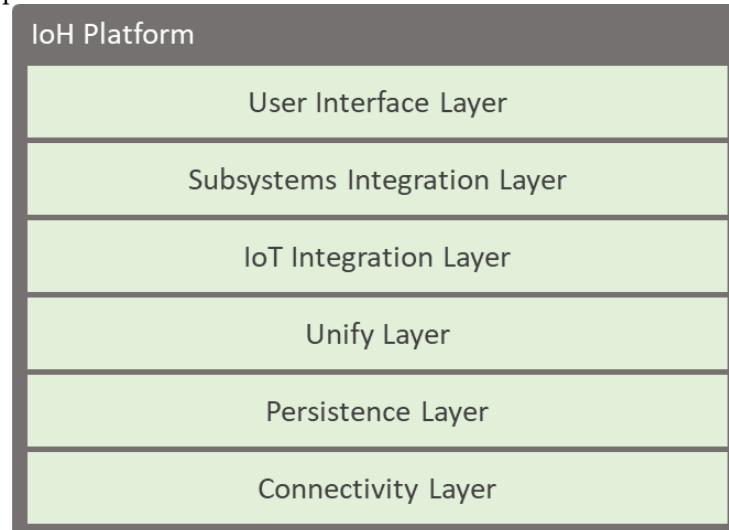 IoH Platform
User Interface Layer
Subsystems Integration Layer
IoT Integration Layer
Unify Layer
Persistence Layer
Connectivity Layer